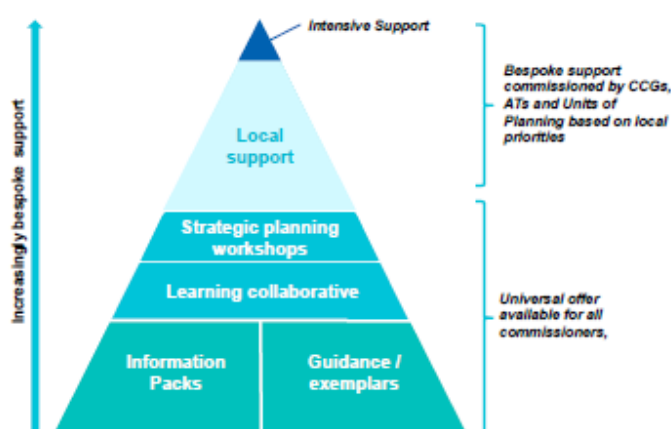 Intensive Support
Bespoke support
commissioned by CCGs,
ATs and Units of
Planning based on local
priorities
Local
support
Strategic planning
workshops
Learning collaborative
Information
Packs
Guidance /
exemplars
Universal offer
available for all
commissioners,
Increasingly bespoke support